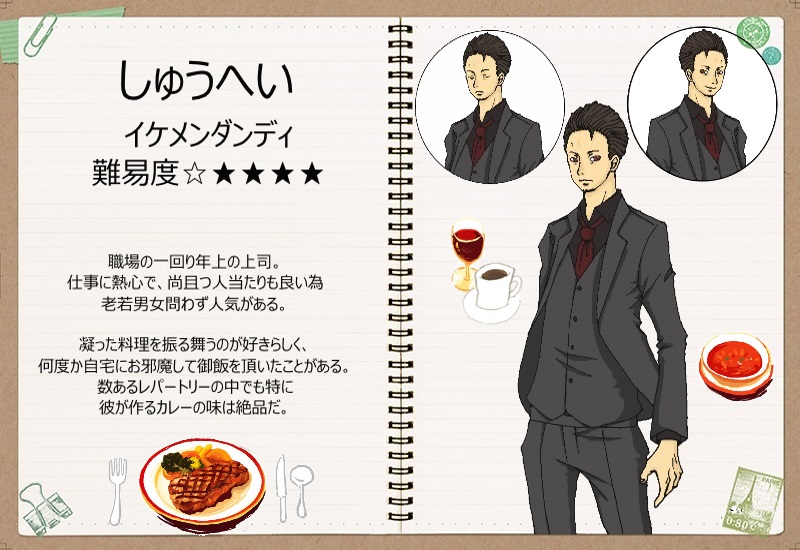 しゅうへい
イケメンダンディ
難易度☆★★★★
職場の一回り年上の上司。
仕事に熱心で、尚且つ人当たりも良い為
老若男女問わず人気がある。
凝った料理を振る舞うのが好きらしく、
何度か自宅にお邪魔して御飯を頂いたことがある。
数あるレパートリーの中でも特に
彼が作るカレーの味は絶品だ。
PARIS
0·80€